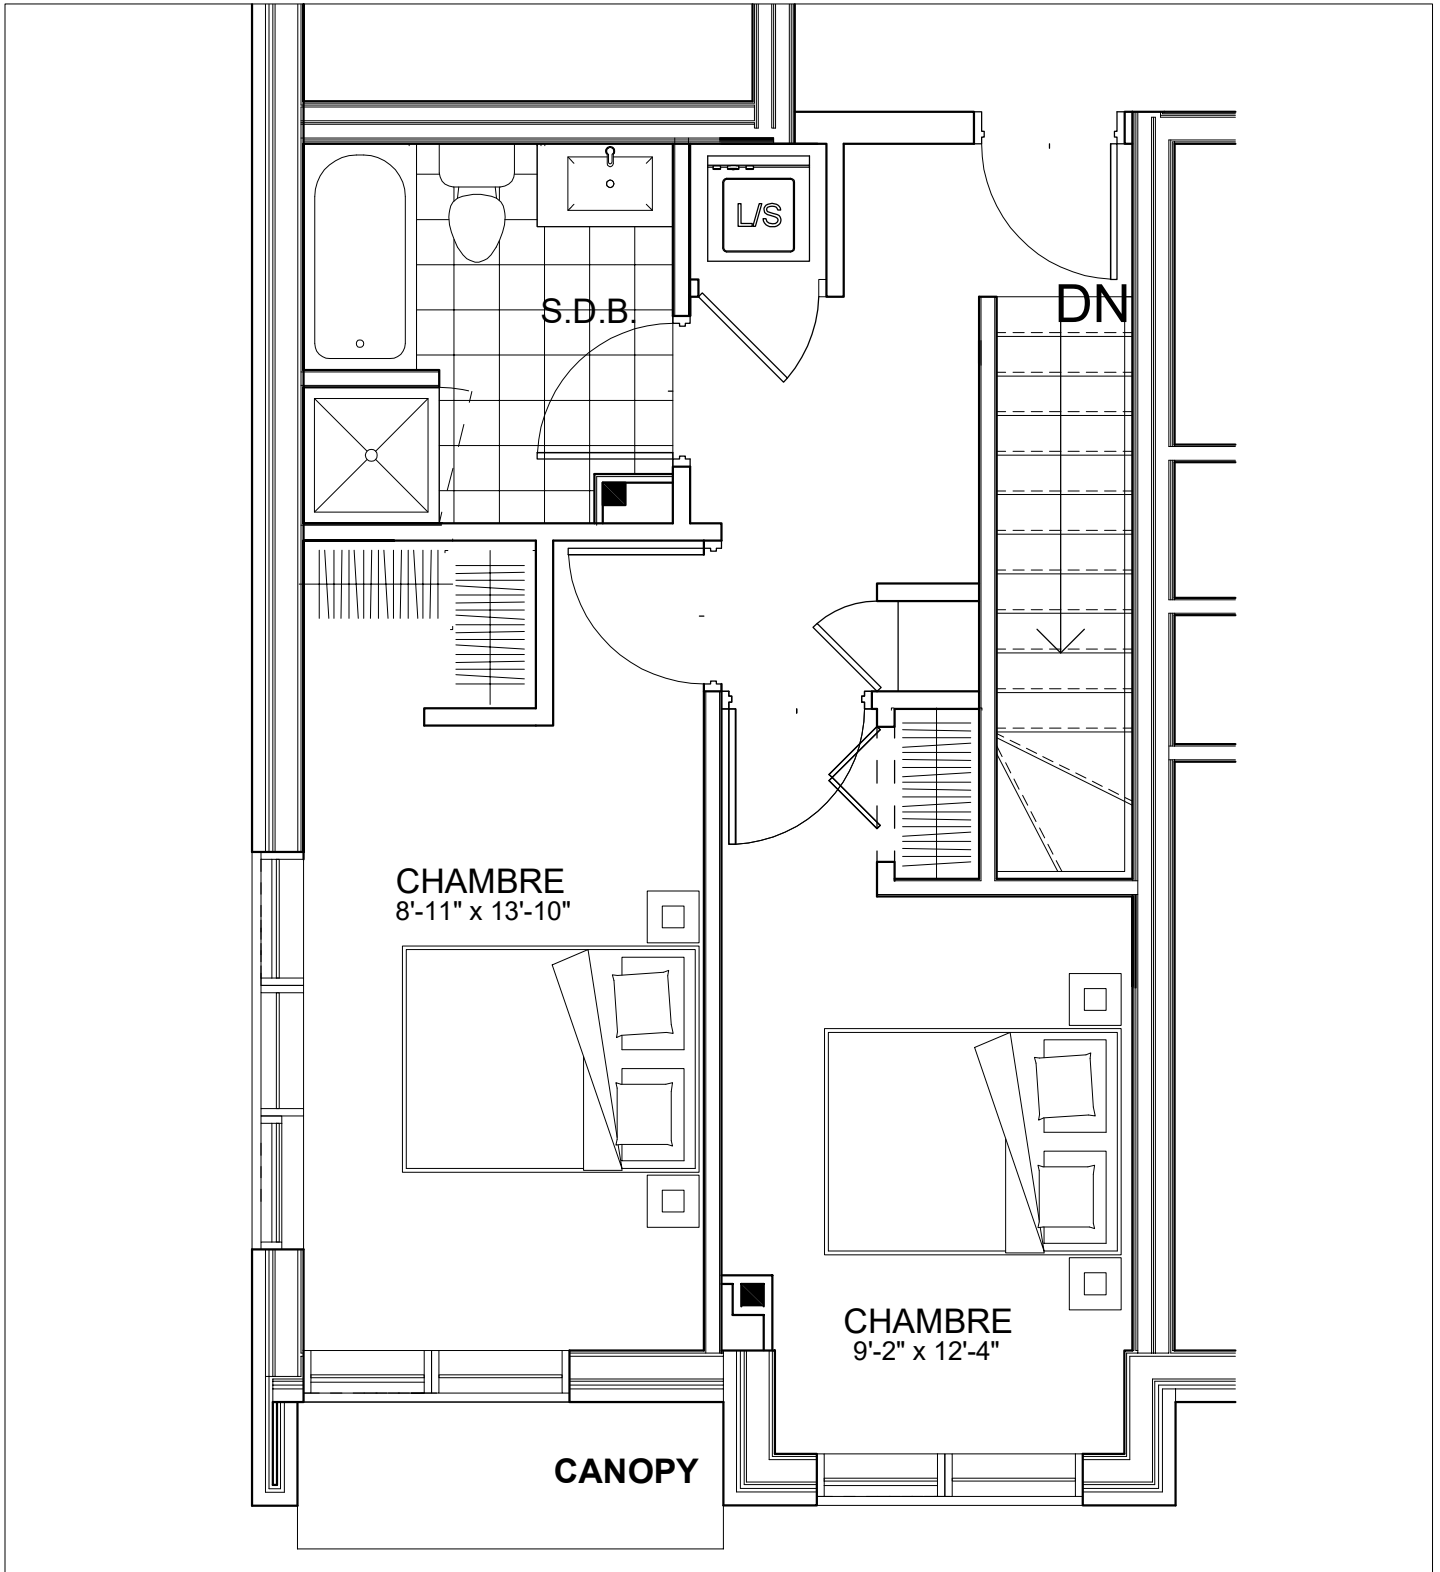 L/S
DN
S.D.B.
CHAMBRE
8'-11" x 13'-10"
CHAMBRE
9'-2" x 12'-4"
CANOPY